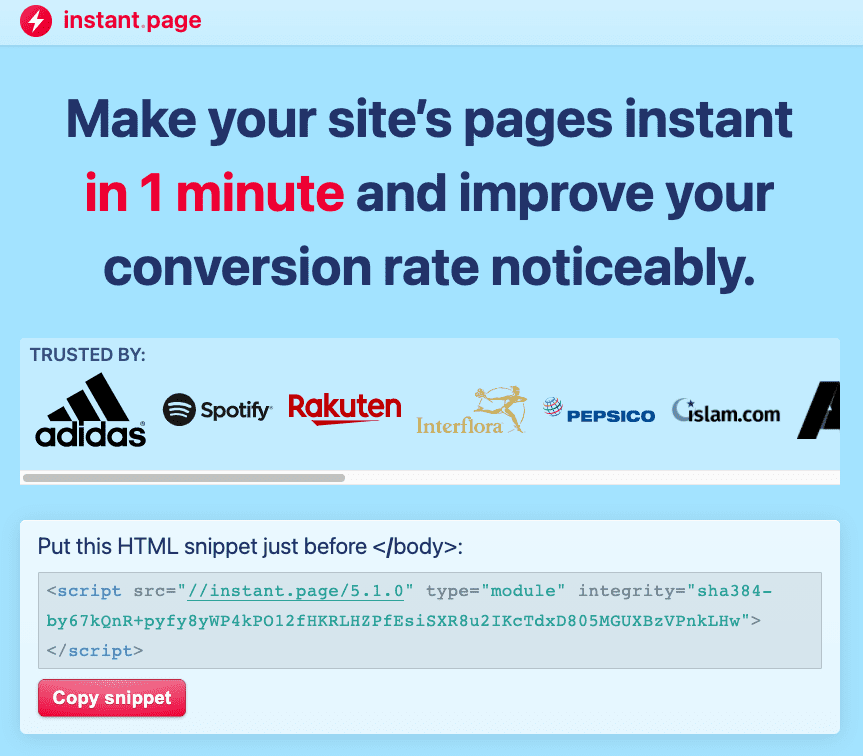 instant.page
Make your site’s pages instant
in 1 minute and improve your
conversion rate noticeably.
TRUSTED BY:
adidas Spotify Rakuten Interflora PEPSICO islam.com
Put this HTML snippet just before </body>:
<script src="//instant.page/5.1.0" type="module" integrity="sha384-
by67kQnR+pyfy8yWP4kPO12fHKRLHZPfEsiSXR8u2IKcTdxD805MGUXBzVPnkLHw">
</script>
Copy snippet